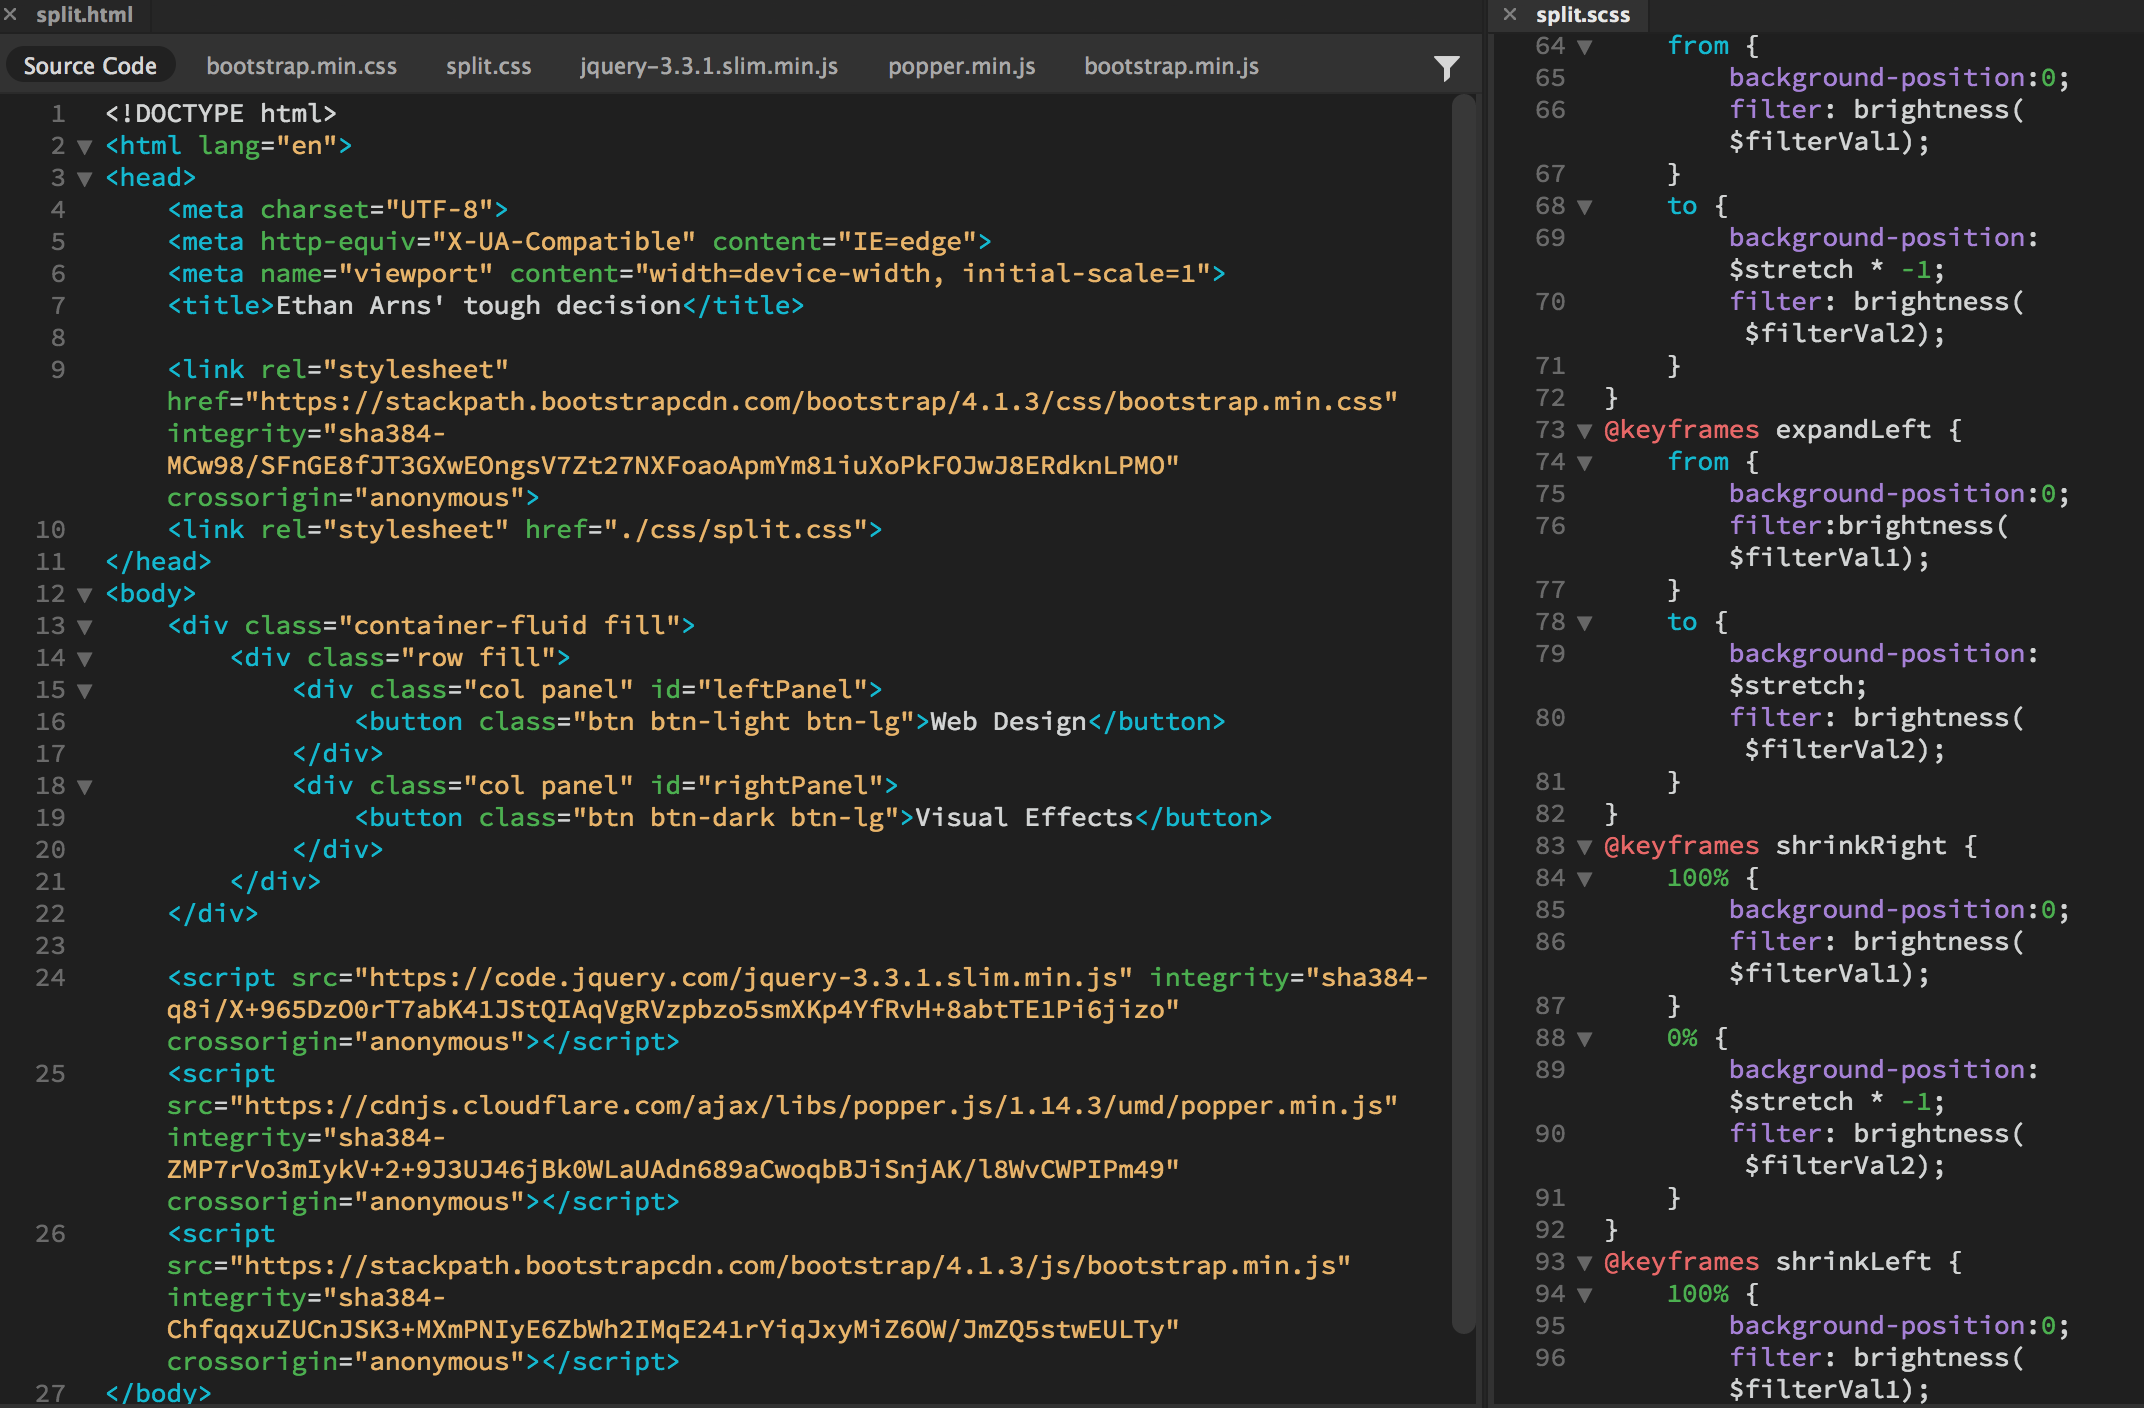 split.html
Source Code bootstrap.min.css split.css jquery-3.3.1.slim.min.js popper.min.js bootstrap.min.js
1 <!DOCTYPE html>
2 <html lang="en">
3 <head>
4 <meta charset="UTF-8">
5 <meta http-equiv="X-UA-Compatible" content="IE=edge">
6 <meta name="viewport" content="width=device-width, initial-scale=1">
7 <title>Ethan Arns' tough decision</title>
8
9 <link rel="stylesheet"
href="https://stackpath.bootstrapcdn.com/bootstrap/4.1.3/css/bootstrap.min.css"
integrity="sha384-
MCw98/SFnGE8fJT3GXwEOngsV7Zt27NXFoaoApmYm81iuXoPkFOJwJ8ERdknLPMO"
crossorigin="anonymous">
10 <link rel="stylesheet" href="./css/split.css">
11 </head>
12 <body>
13 <div class="container-fluid fill">
14 <div class="row fill">
15 <div class="col panel" id="leftPanel">
16 <button class="btn btn-light btn-lg">Web Design</button>
17 </div>
18 <div class="col panel" id="rightPanel">
19 <button class="btn btn-dark btn-lg">Visual Effects</button>
20 </div>
21 </div>
22 </div>
23
24 <script src="https://code.jquery.com/jquery-3.3.1.slim.min.js" integrity="sha384-
q8i/X+965DzO0rT7abK41JStQIAqVgRVzpbzo5smXKp4YfRvH+8abtTE1Pi6jizo"
crossorigin="anonymous"></script>
25 <script
src="https://cdnjs.cloudflare.com/ajax/libs/popper.js/1.14.3/umd/popper.min.js"
integrity="sha384-
ZMP7rVo3mIykV+2+9J3UJ46jBk0WLaUAdn689aCwoqbBJiSnjAK/l8WvCWPIPm49"
crossorigin="anonymous"></script>
26 <script
src="https://stackpath.bootstrapcdn.com/bootstrap/4.1.3/js/bootstrap.min.js"
integrity="sha384-
ChfqqxuZUCnJSK3+MXmPNIyE6ZbWh2IMqE241rYiqJxyMiZ6OW/JmZQ5stwEULTy"
crossorigin="anonymous"></script>
27 </body>
split.scss
64 from {
65 background-position:0;
66 filter: brightness(
$filterVal1);
67 }
68 to {
69 background-position:
$stretch * -1;
70 filter: brightness(
$filterVal2);
71 }
72 }
73 @keyframes expandLeft {
74 from {
75 background-position:0;
76 filter:brightness(
$filterVal1);
77 }
78 to {
79 background-position:
$stretch;
80 filter: brightness(
$filterVal2);
81 }
82 }
83 @keyframes shrinkRight {
84 100% {
85 background-position:0;
86 filter: brightness(
$filterVal1);
87 }
88 0% {
89 background-position:
$stretch * -1;
90 filter: brightness(
$filterVal2);
91 }
92 }
93 @keyframes shrinkLeft {
94 100% {
95 background-position:0;
96 filter: brightness(
$filterVal1);